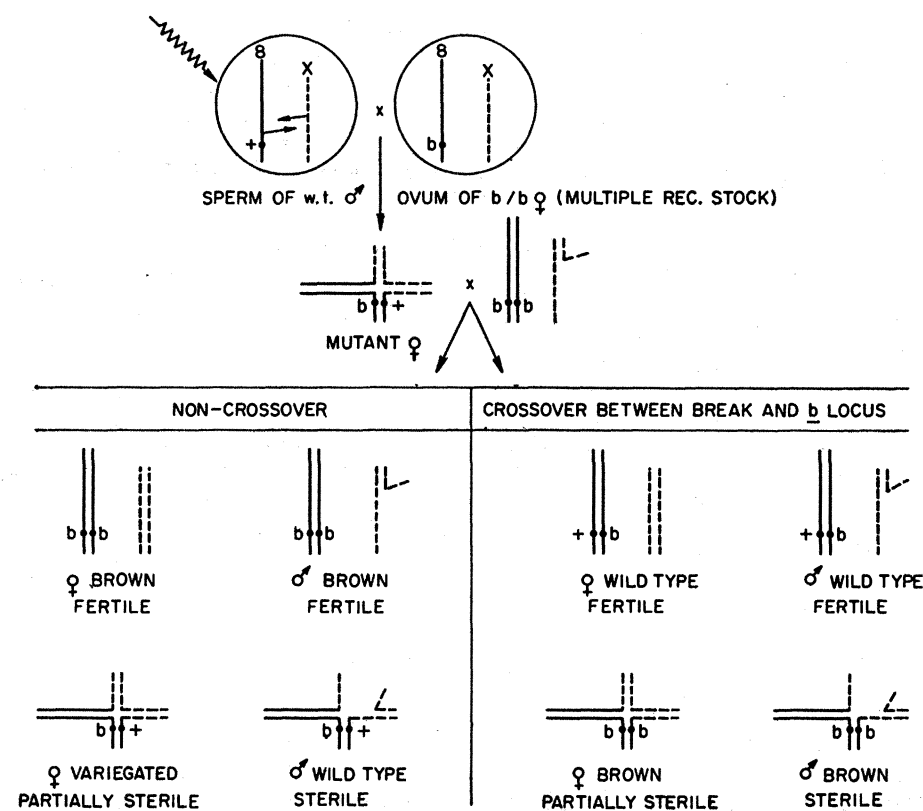 8 X 8 X
+ x b
SPERM OF w.t. ♂ OVUM OF b/b ♀ (MULTIPLE REC. STOCK)
x
b + b b
MUTANT ♀
NON-CROSSOVER CROSSOVER BETWEEN BREAK AND b LOCUS
b b b b + b + b
♀ BROWN ♂ BROWN ♀ WILD TYPE ♂ WILD TYPE
FERTILE FERTILE FERTILE FERTILE
b + b + b b b b
♀ VARIEGATED ♂ WILD TYPE ♀ BROWN ♂ BROWN
PARTIALLY STERILE STERILE PARTIALLY STERILE STERILE